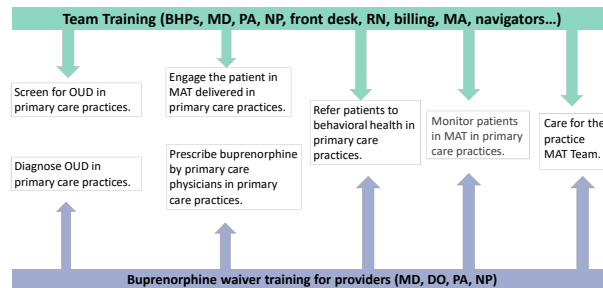 Team Training (BHPs, MD, PA, NP, front desk, RN, billing, MA, navigators...)
Screen for OUD in
primary care practices.
Engage the patient in
MAT delivered in
primary care practices.
Refer patients to
behavioral health in
primary care
practices.
Monitor patients
in MAT in primary
care practices.
Care for the
practice
MAT Team.
Diagnose OUD in
primary care practices.
Prescribe buprenorphine
by primary care
physicians in primary
care practices.
Buprenorphine waiver training for providers (MD, DO, PA, NP)